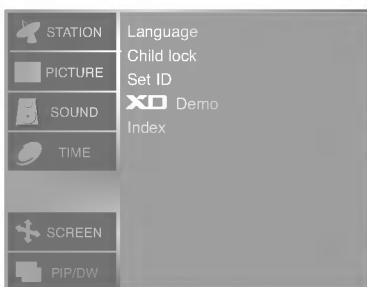 STATION
PICTURE
SOUND
TIME
SCREEN
PIP/DW
Language
Child lock
Set ID
XD Demo
Index